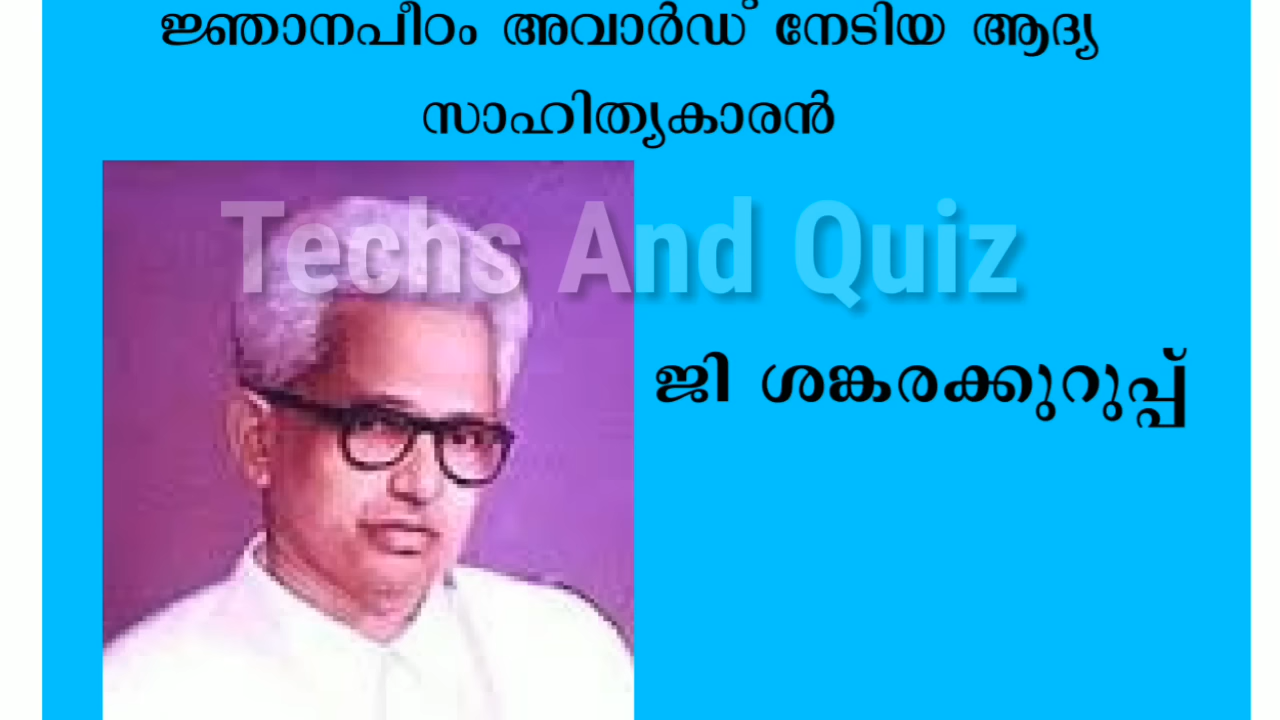 ജ്ഞാനപീഠം അവാർഡ് നേടിയ ആദ്യ
സാഹിത്യകാരൻ
Techs And Quiz
ജി ശങ്കരക്കുറുപ്പ്